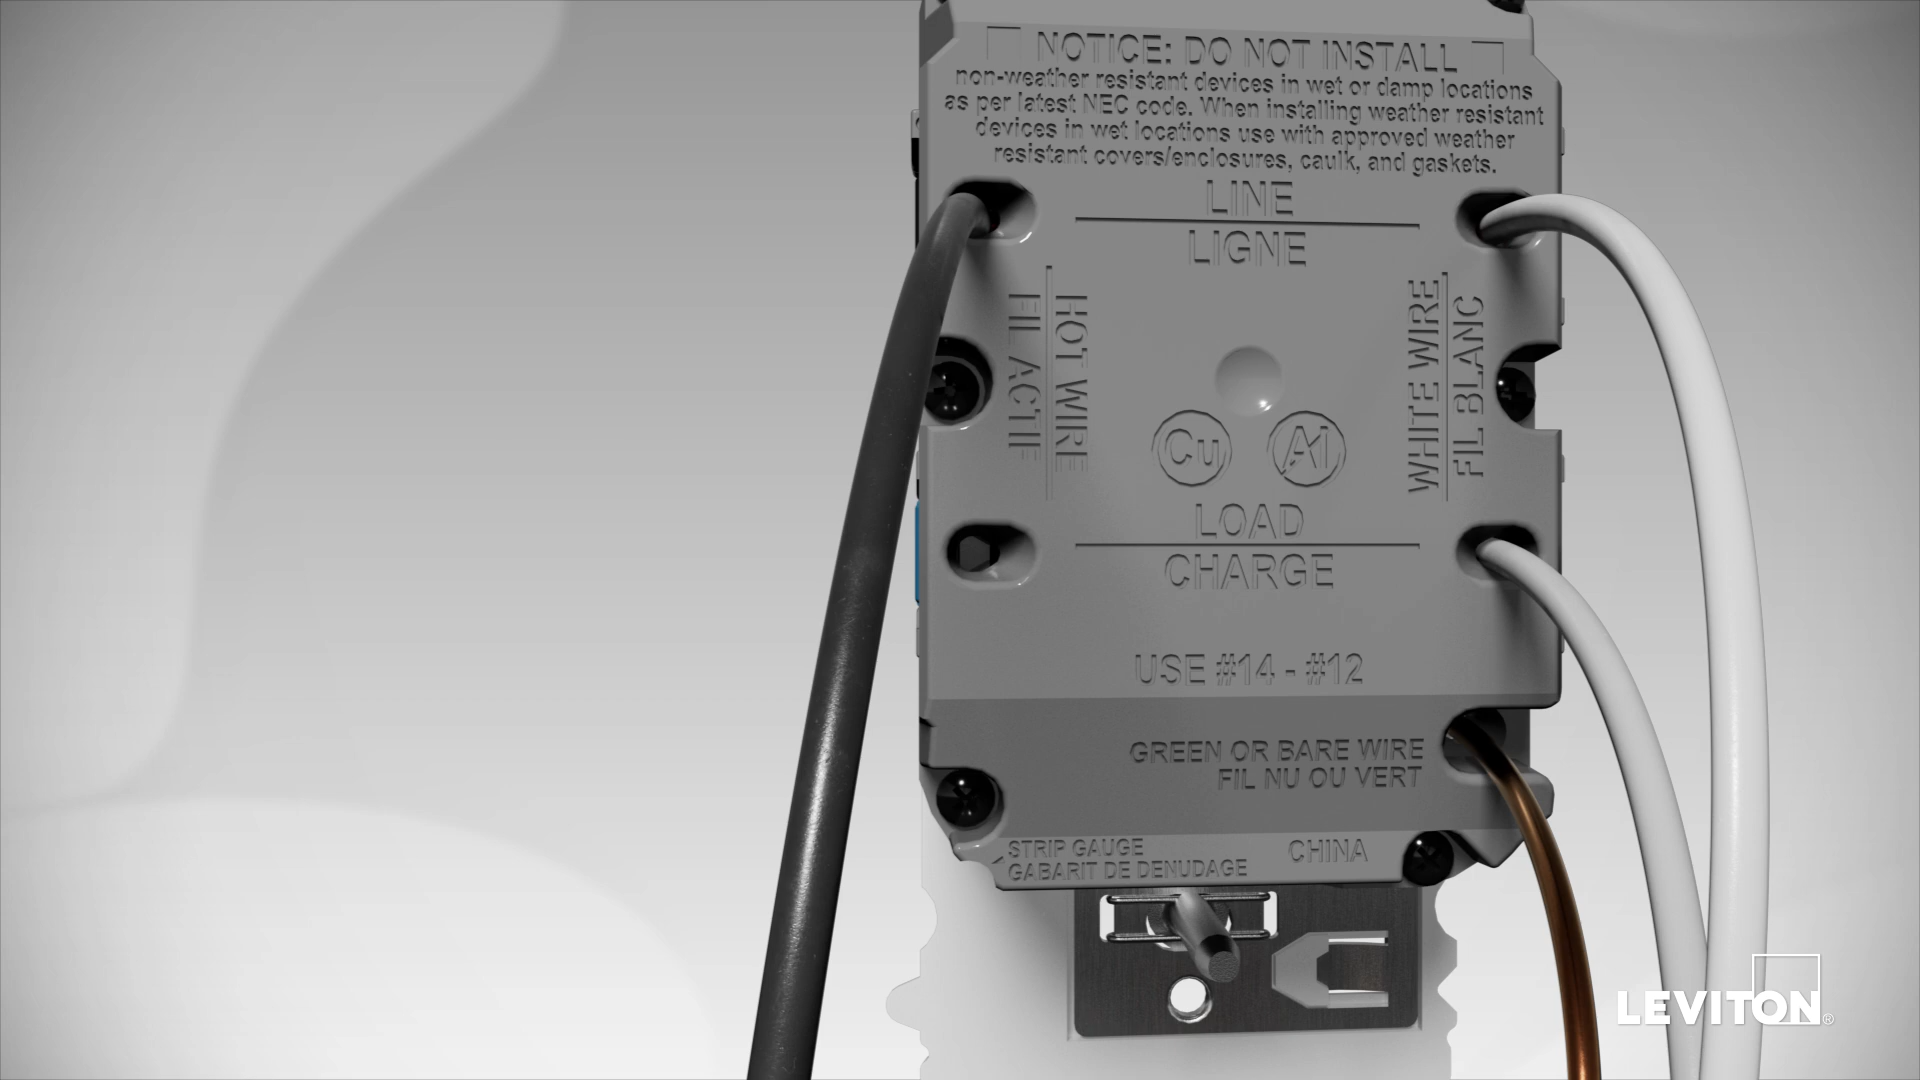 NOTICE: DO NOT INSTALL
non-weather resistant devices in wet or damp locations
as per latest NEC code. When installing weather resistant
devices in wet locations use with approved weather
resistant covers/enclosures, caulk, and gaskets.
LINE
LIGNE
HOT WIRE
FIL ACTIF
WHITE WIRE
FIL BLANC
Cu
Al
LOAD
CHARGE
USE #14 - #12
GREEN OR BARE WIRE
FIL NU OU VERT
STRIP GAUGE
GABARIT DE DENUDAGE
CHINA
LEVITON®